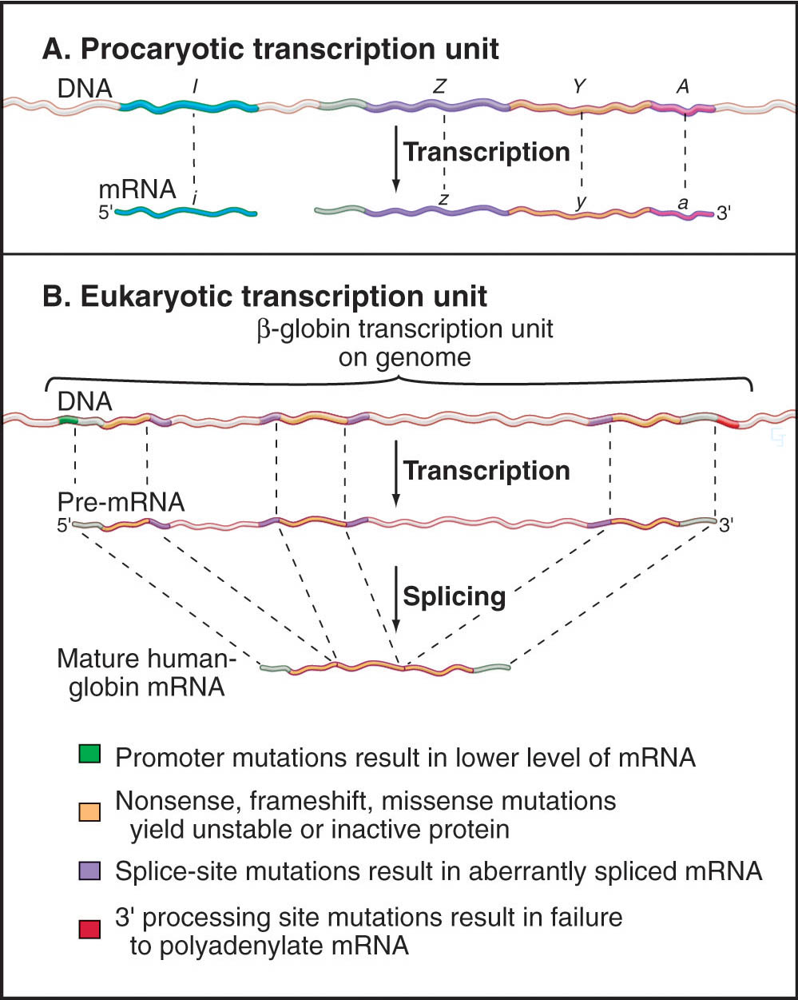 A. Procaryotic transcription unit
DNA
I
Z
Y
A
Transcription
mRNA
i
z
y
a
5'
3'
B. Eukaryotic transcription unit
β-globin transcription unit
on genome
DNA
Transcription
Pre-mRNA
5'
3'
Splicing
Mature human-
globin mRNA
Promoter mutations result in lower level of mRNA
Nonsense, frameshift, missense mutations
yield unstable or inactive protein
Splice-site mutations result in aberrantly spliced mRNA
3' processing site mutations result in failure
to polyadenylate mRNA